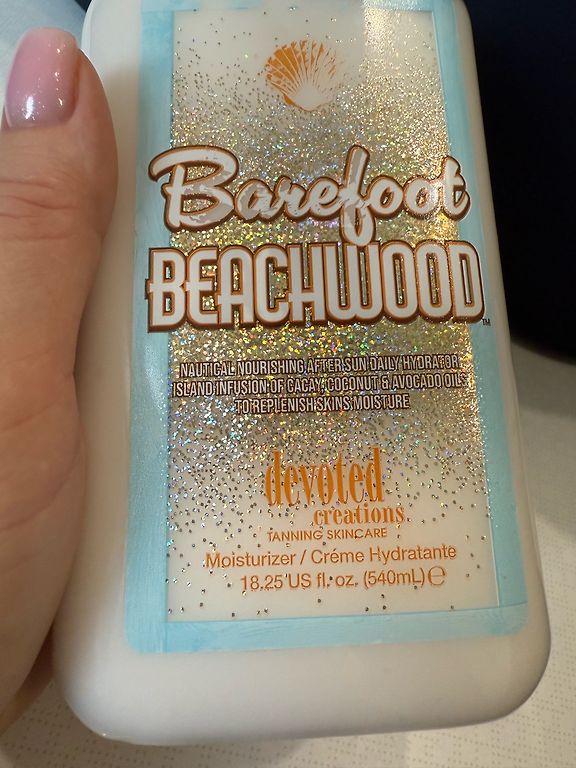 Barefoot
BEACHWOOD™
NAUTICAL NOURISHING AFTER SUN DAILY HYDRATOR
ISLAND INFUSION OF CACAY, COCONUT & AVOCADO OILS
TO REPLENISH SKINS MOISTURE
devoted
creations
TANNING SKINCARE
Moisturizer / Créme Hydratante
18.25 US fl. oz. (540mL) ℮